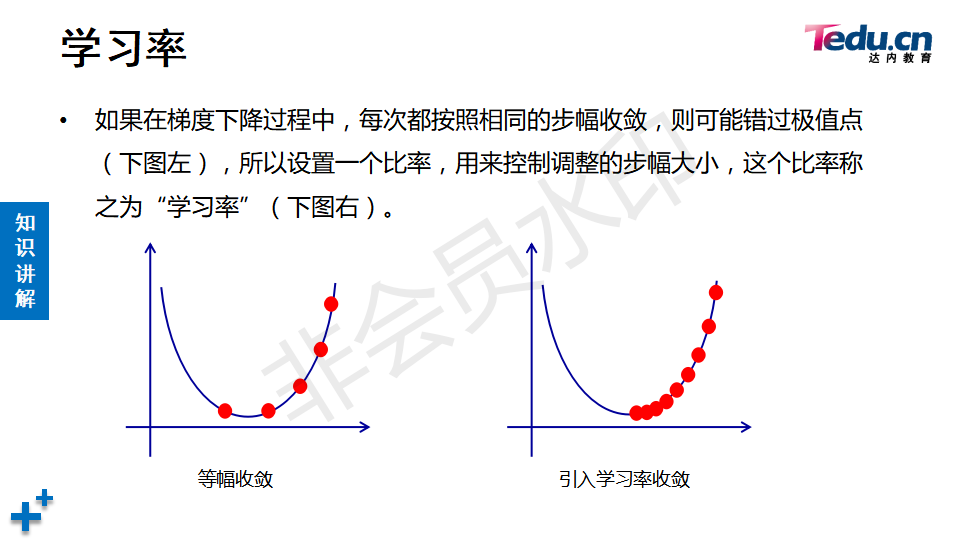 学习率
Tedu.cn
达内教育
• 如果在梯度下降过程中，每次都按照相同的步幅收敛，则可能错过极值点
（下图左），所以设置一个比率，用来控制调整的步幅大小，这个比率称
之为“学习率”（下图右）。
知
识
讲
解
非会员水印
等幅收敛
引入学习率收敛